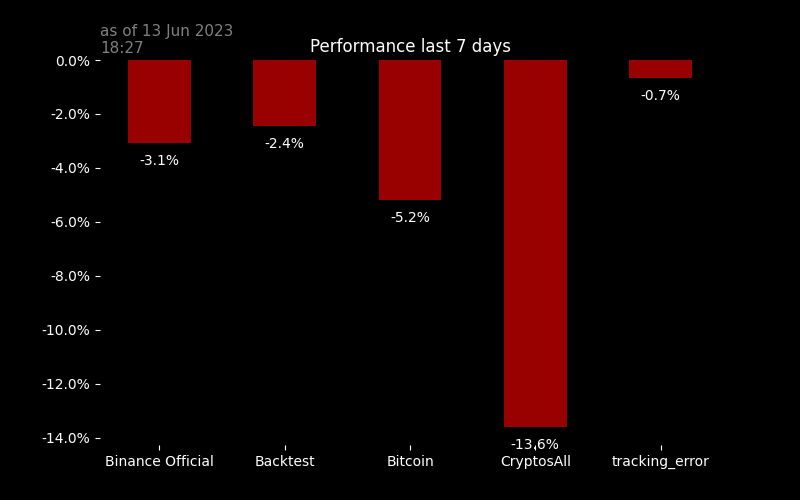 as of 13 Jun 2023
18:27
Performance last 7 days
0.0%
-2.0%
-4.0%
-6.0%
-8.0%
-10.0%
-12.0%
-14.0%
-3.1%
-2.4%
-5.2%
-13.6%
-0.7%
Binance Official
Backtest
Bitcoin
CryptosAll
tracking_error